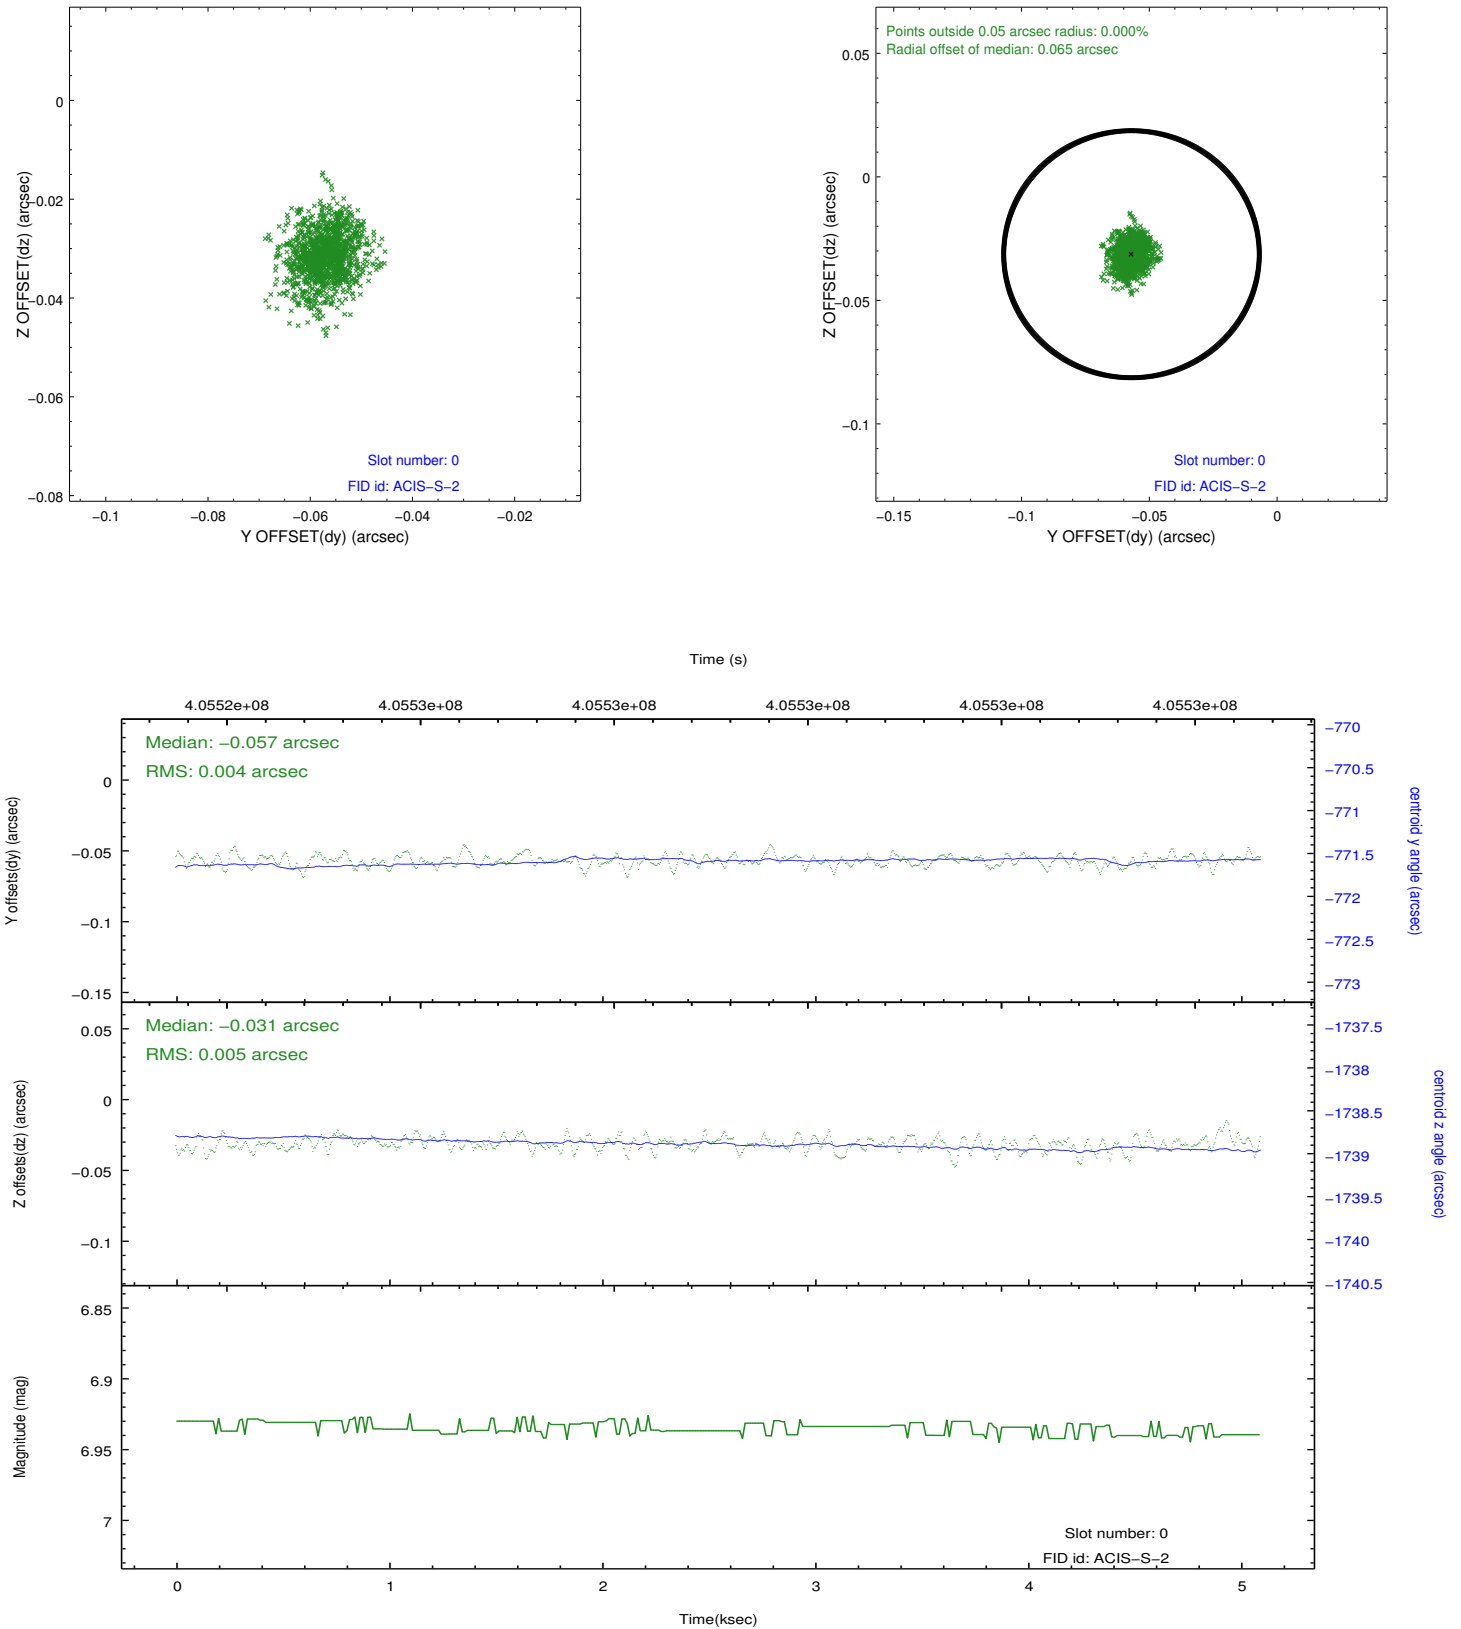 0
−0.02
−0.04
−0.06
−0.08
Z OFFSET(dz) (arcsec)
Slot number: 0
FID id: ACIS−S−2
−0.1
−0.08
−0.06
−0.04
−0.02
Y OFFSET(dy) (arcsec)
Points outside 0.05 arcsec radius: 0.000%
Radial offset of median: 0.065 arcsec
0.05
0
−0.05
−0.1
Z OFFSET(dz) (arcsec)
Slot number: 0
FID id: ACIS−S−2
−0.15
−0.1
−0.05
0
Y OFFSET(dy) (arcsec)
Time (s)
4.0552e+08
4.0553e+08
4.0553e+08
4.0553e+08
4.0553e+08
4.0553e+08
Median: −0.057 arcsec
RMS: 0.004 arcsec
0
−0.05
−0.1
−0.15
Y offsets(dy) (arcsec)
−770
−770.5
−771
−771.5
−772
−772.5
−773
centroid y angle (arcsec)
Median: −0.031 arcsec
RMS: 0.005 arcsec
0.05
0
−0.05
−0.1
Z offsets(dz) (arcsec)
−1737.5
−1738
−1738.5
−1739
−1739.5
−1740
−1740.5
centroid z angle (arcsec)
6.85
6.9
6.95
7
Magnitude (mag)
Slot number: 0
FID id: ACIS−S−2
0
1
2
3
4
5
Time(ksec)